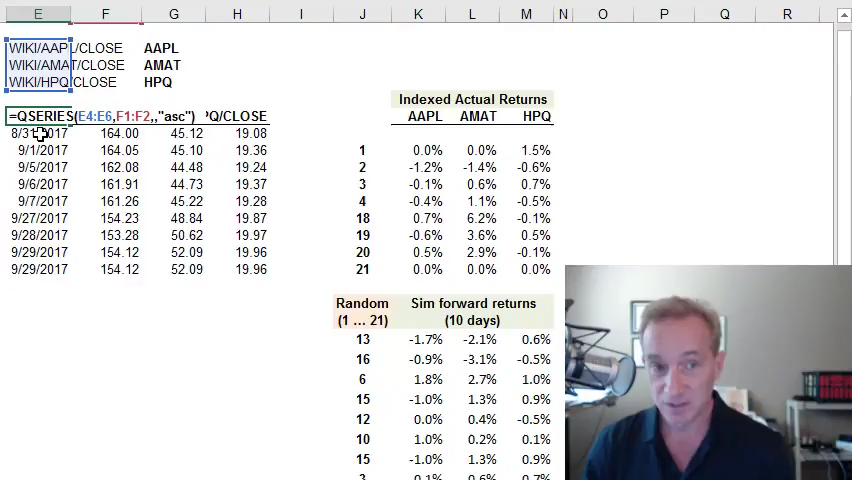 E F G H I J K L M N O P Q R
WIKI/AAPL/CLOSE AAPL
WIKI/AMAT/CLOSE AMAT
WIKI/HPQ/CLOSE HPQ
Indexed Actual Returns
=QSERIES(E4:E6,F1:F2,,"asc") PQ/CLOSE AAPL AMAT HPQ
8/31/2017 164.00 45.12 19.08
9/1/2017 164.05 45.10 19.36 1 0.0% 0.0% 1.5%
9/5/2017 162.08 44.48 19.24 2 -1.2% -1.4% -0.6%
9/6/2017 161.91 44.73 19.37 3 -0.1% 0.6% 0.7%
9/7/2017 161.26 45.22 19.28 4 -0.4% 1.1% -0.5%
9/27/2017 154.23 48.84 19.87 18 0.7% 6.2% -0.1%
9/28/2017 153.28 50.62 19.97 19 -0.6% 3.6% 0.5%
9/29/2017 154.12 52.09 19.96 20 0.5% 2.9% -0.1%
9/29/2017 154.12 52.09 19.96 21 0.0% 0.0% 0.0%
Random Sim forward returns
(1 ... 21) (10 days)
13 -1.7% -2.1% 0.6%
16 -0.9% -3.1% -0.5%
6 1.8% 2.7% 1.0%
15 -1.0% 1.3% 0.9%
12 0.0% 0.4% -0.5%
10 1.0% 0.2% 0.1%
15 -1.0% 1.3% 0.9%